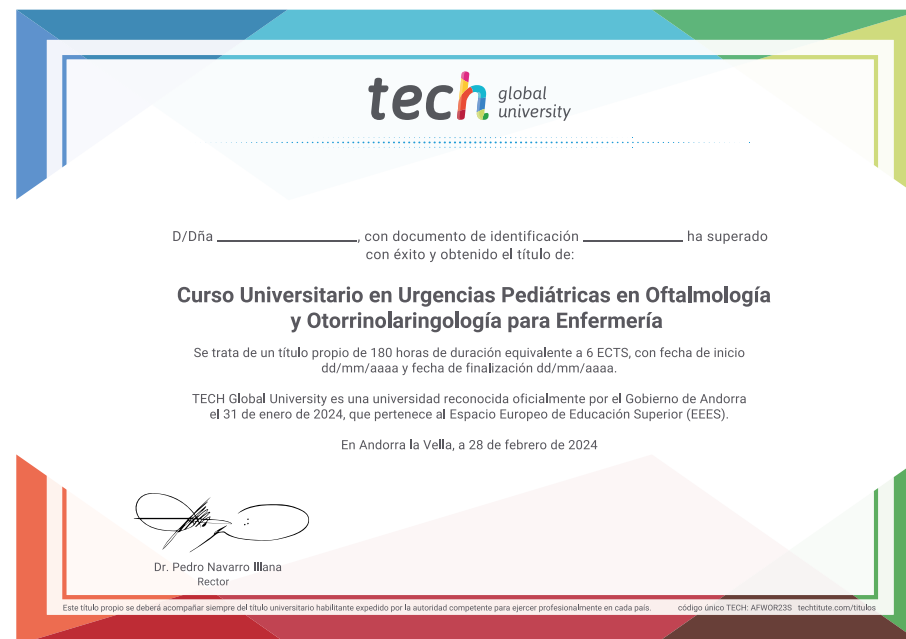 tech global university
D/Dña ____________________, con documento de identificación ______________ ha superado
con éxito y obtenido el título de:
Curso Universitario en Urgencias Pediátricas en Oftalmología
y Otorrinolaringología para Enfermería
Se trata de un título propio de 180 horas de duración equivalente a 6 ECTS, con fecha de inicio
dd/mm/aaaa y fecha de finalización dd/mm/aaaa.
TECH Global University es una universidad reconocida oficialmente por el Gobierno de Andorra
el 31 de enero de 2024, que pertenece al Espacio Europeo de Educación Superior (EEES).
En Andorra la Vella, a 28 de febrero de 2024
Dr. Pedro Navarro Illana
Rector
Este título propio se deberá acompañar siempre del título universitario habilitante expedido por la autoridad competente para ejercer profesionalmente en cada país. código único TECH: AFWOR23S techtitute.com/titulos